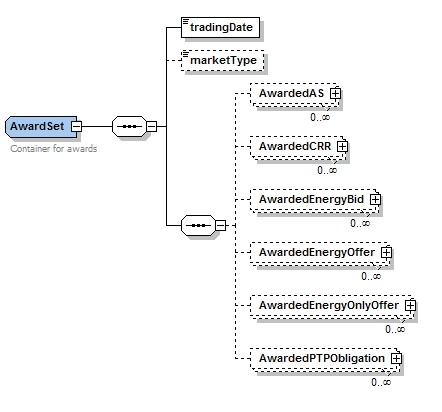 tradingDate
marketType
AwardSet
Container for awards
AwardedAS
0..∞
AwardedCRR
0..∞
AwardedEnergyBid
0..∞
AwardedEnergyOffer
0..∞
AwardedEnergyOnlyOffer
0..∞
AwardedPTPObligation
0..∞